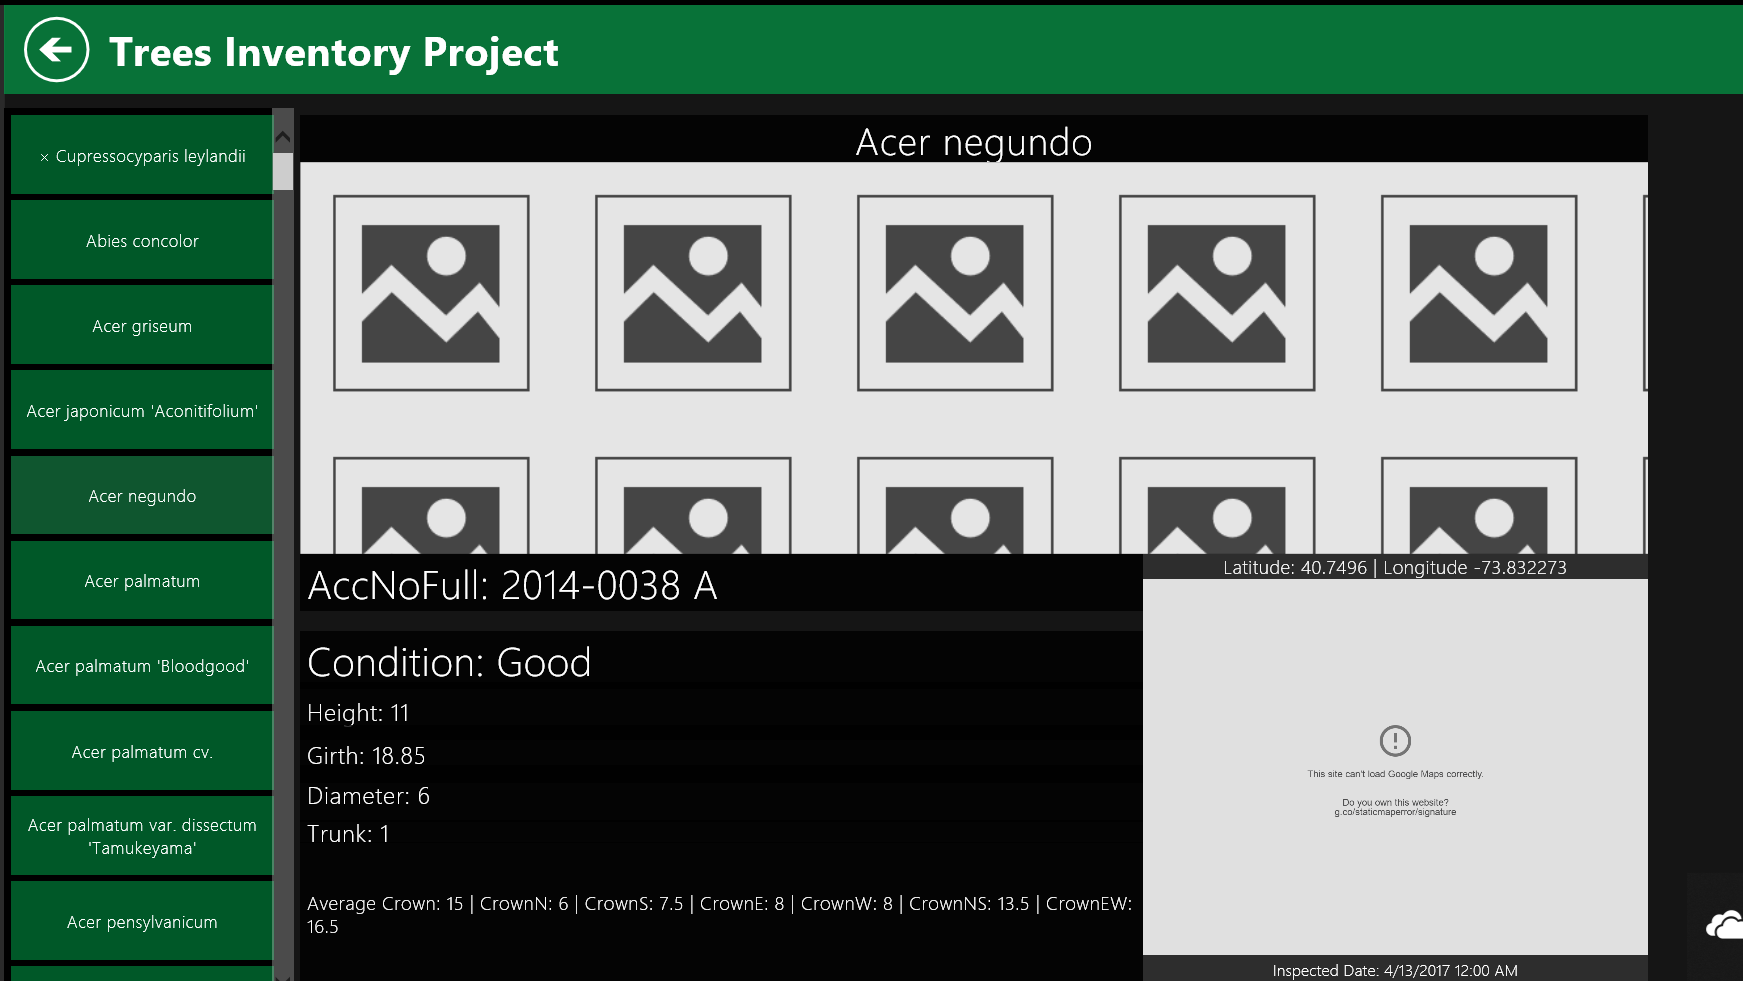 Trees Inventory Project
× Cupressocyparis leylandii
Abies concolor
Acer griseum
Acer japonicum 'Aconitifolium'
Acer negundo
Acer palmatum
Acer palmatum 'Bloodgood'
Acer palmatum cv.
Acer palmatum var. dissectum
'Tamukeyama'
Acer pensylvanicum
Acer negundo
AccNoFull: 2014-0038 A
Condition: Good
Height: 11
Girth: 18.85
Diameter: 6
Trunk: 1
Average Crown: 15 | CrownN: 6 | CrownS: 7.5 | CrownE: 8 | CrownW: 8 | CrownNS: 13.5 | CrownEW:
16.5
Latitude: 40.7496 | Longitude -73.832273
This site can't load Google Maps correctly.
Do you own this website?
g.co/staticmaperror/signature
Inspected Date: 4/13/2017 12:00 AM